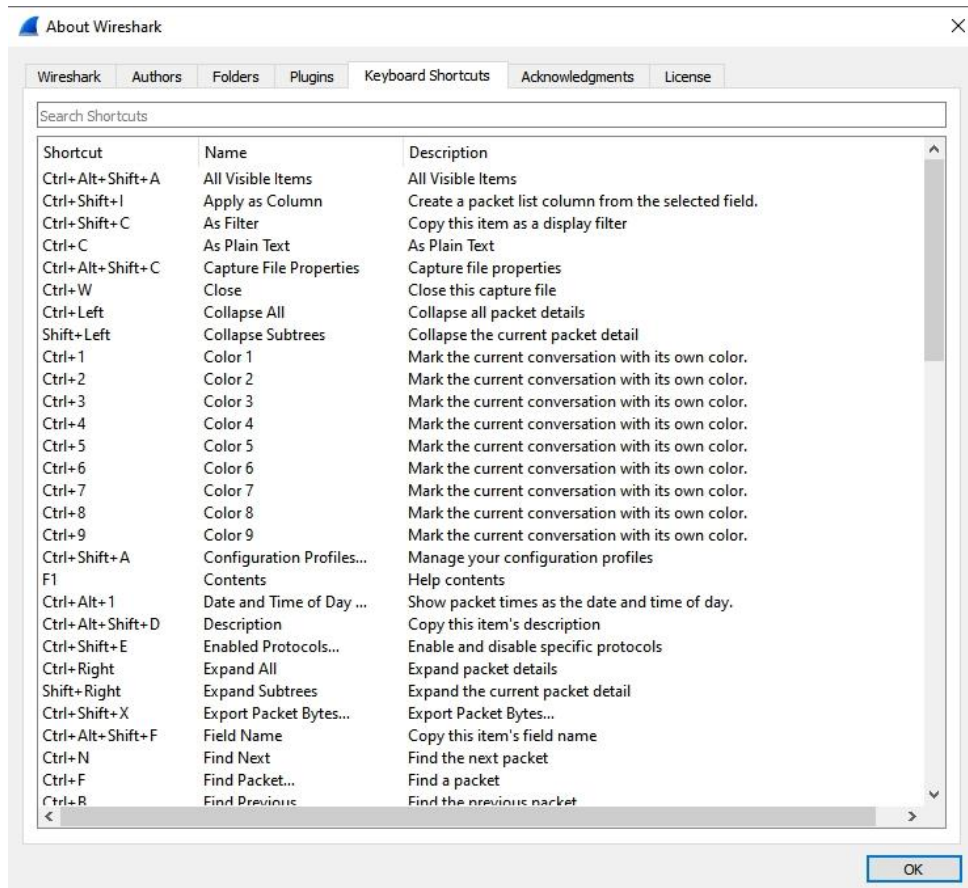 About Wireshark
Wireshark Authors Folders Plugins Keyboard Shortcuts Acknowledgments License
Search Shortcuts
Shortcut Name Description
Ctrl+Alt+Shift+A All Visible Items All Visible Items
Ctrl+Shift+I Apply as Column Create a packet list column from the selected field.
Ctrl+Shift+C As Filter Copy this item as a display filter
Ctrl+C As Plain Text As Plain Text
Ctrl+Alt+Shift+C Capture File Properties Capture file properties
Ctrl+W Close Close this capture file
Ctrl+Left Collapse All Collapse all packet details
Shift+Left Collapse Subtrees Collapse the current packet detail
Ctrl+1 Color 1 Mark the current conversation with its own color.
Ctrl+2 Color 2 Mark the current conversation with its own color.
Ctrl+3 Color 3 Mark the current conversation with its own color.
Ctrl+4 Color 4 Mark the current conversation with its own color.
Ctrl+5 Color 5 Mark the current conversation with its own color.
Ctrl+6 Color 6 Mark the current conversation with its own color.
Ctrl+7 Color 7 Mark the current conversation with its own color.
Ctrl+8 Color 8 Mark the current conversation with its own color.
Ctrl+9 Color 9 Mark the current conversation with its own color.
Ctrl+Shift+A Configuration Profiles... Manage your configuration profiles
F1 Contents Help contents
Ctrl+Alt+1 Date and Time of Day ... Show packet times as the date and time of day.
Ctrl+Alt+Shift+D Description Copy this item's description
Ctrl+Shift+E Enabled Protocols... Enable and disable specific protocols
Ctrl+Right Expand All Expand packet details
Shift+Right Expand Subtrees Expand the current packet detail
Ctrl+Shift+X Export Packet Bytes... Export Packet Bytes...
Ctrl+Alt+Shift+F Field Name Copy this item's field name
Ctrl+N Find Next Find the next packet
Ctrl+F Find Packet... Find a packet
Ctrl+B Find Previous Find the previous packet
OK